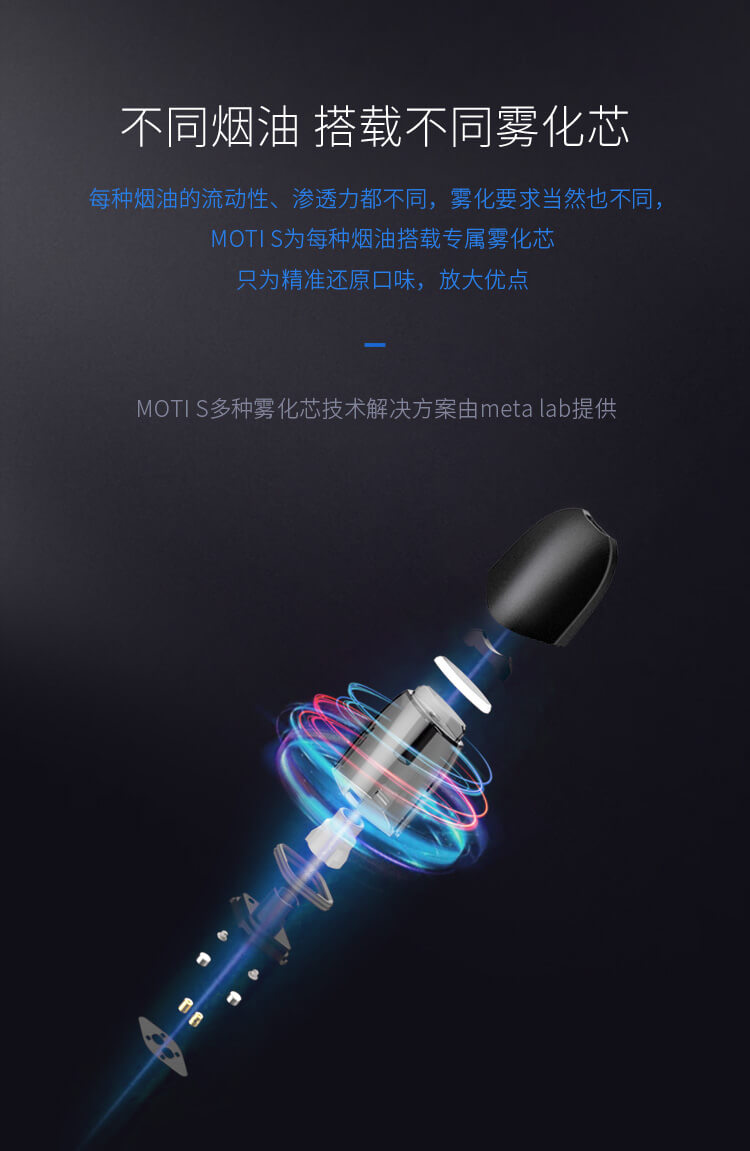 不同烟油 搭载不同雾化芯
每种烟油的流动性、渗透力都不同，雾化要求当然也不同，
MOTI S为每种烟油搭载专属雾化芯
只为精准还原口味，放大优点
MOTI S多种雾化芯技术解决方案由meta lab提供